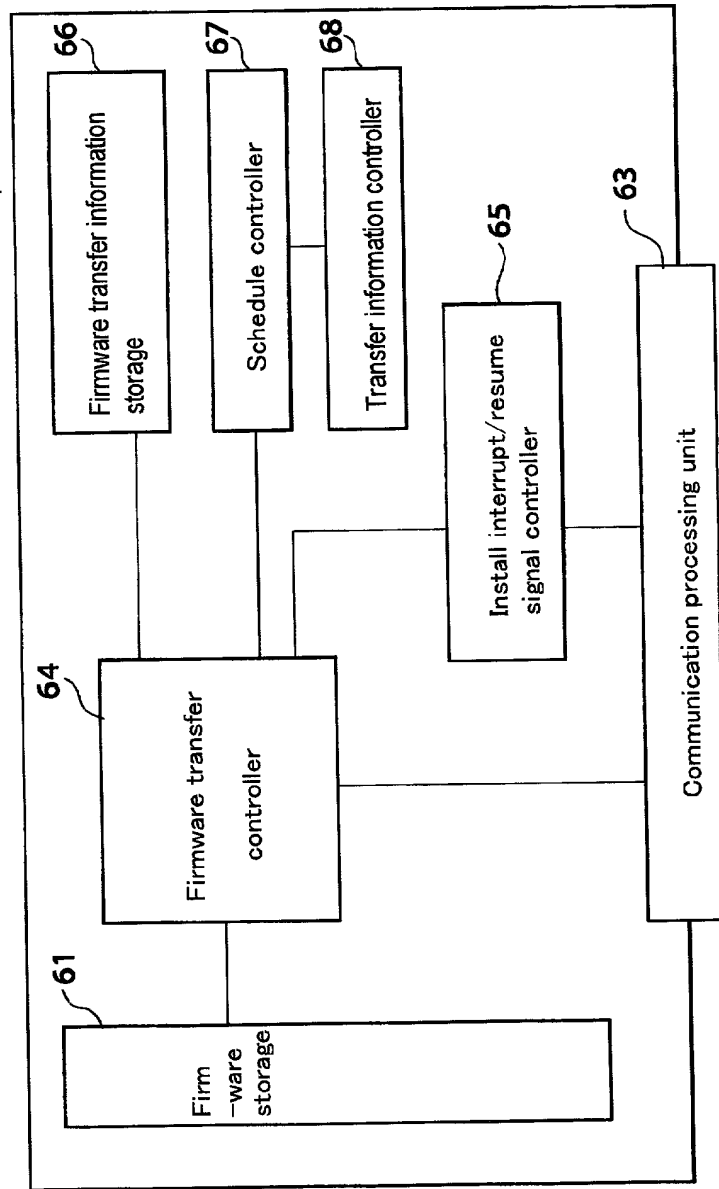 61
Firm
-ware
storage
64
Firmware transfer
controller
66
Firmware transfer information
storage
67
Schedule controller
68
Transfer information controller
65
Install interrupt/resume
signal controller
63
Communication processing unit